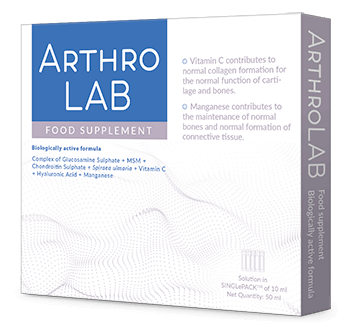 ARTHRO
LAB
FOOD SUPPLEMENT
Biologically active formula
Complex of Glucosamine Sulphate + MSM +
Chondroitin Sulphate + Spiraea ulmaria + Vitamin C
+ Hyaluronic Acid + Manganese
Vitamin C contributes to
normal collagen formation for
the normal function of carti-
lage and bones.
Manganese contributes to
the maintenance of normal
bones and normal formation of
connective tissue.
Solution in
SINGLePACK™ of 10 ml
Net Quantity: 50 ml
ARTHROLAB
Food supplement
Biologically active formula